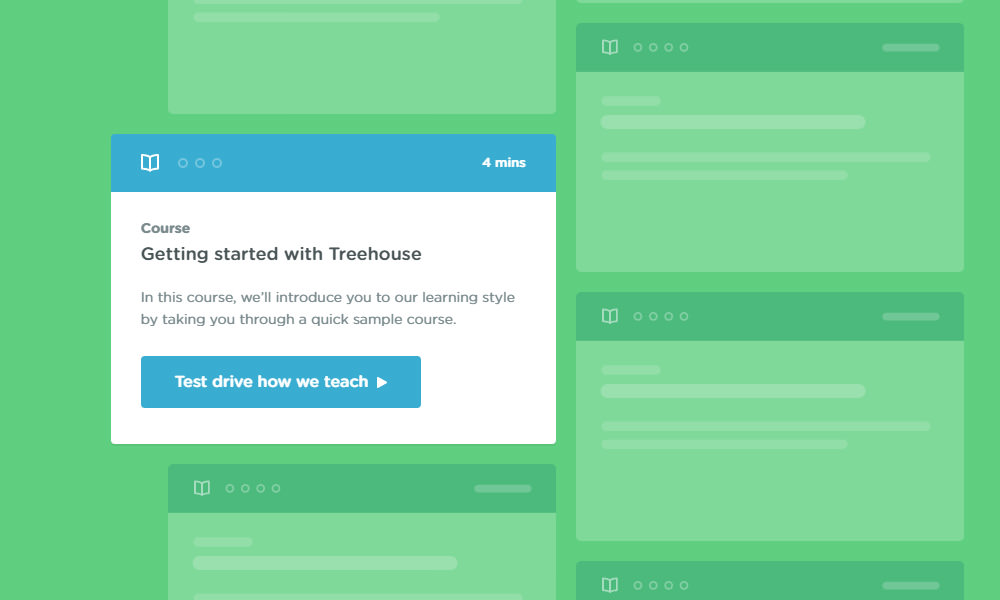 4 mins
Course
Getting started with Treehouse
In this course, we’ll introduce you to our learning style
by taking you through a quick sample course.
Test drive how we teach